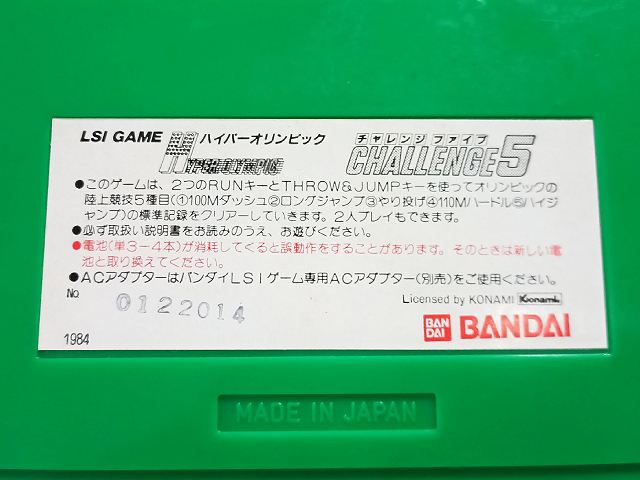 LSI GAME ハイパーオリンピック チャレンジ ファイブ
HYPER OLYMPIC CHALLENGE 5
●このゲームは、2つのRUNキーとTHROW&JUMPキーを使ってオリンピックの
陸上競技5種目(①100Mダッシュ②ロングジャンプ③やり投げ④110Mハードル⑤ハイジ
ャンプ)の標準記録をクリアーしていきます。2人プレイもできます。
●必ず取扱い説明書をお読みのうえ、お遊びください。
●電池(単3−4本)が消耗してくると誤動作をすることがあります。そのときは新しい電
池と取り換えてください。
●ACアダプターはバンダイLSIゲーム専用ACアダプター(別売)をご使用ください。
No. 0122014
Licensed by KONAMI Konami
1984
BAN DAI BANDAI
MADE IN JAPAN